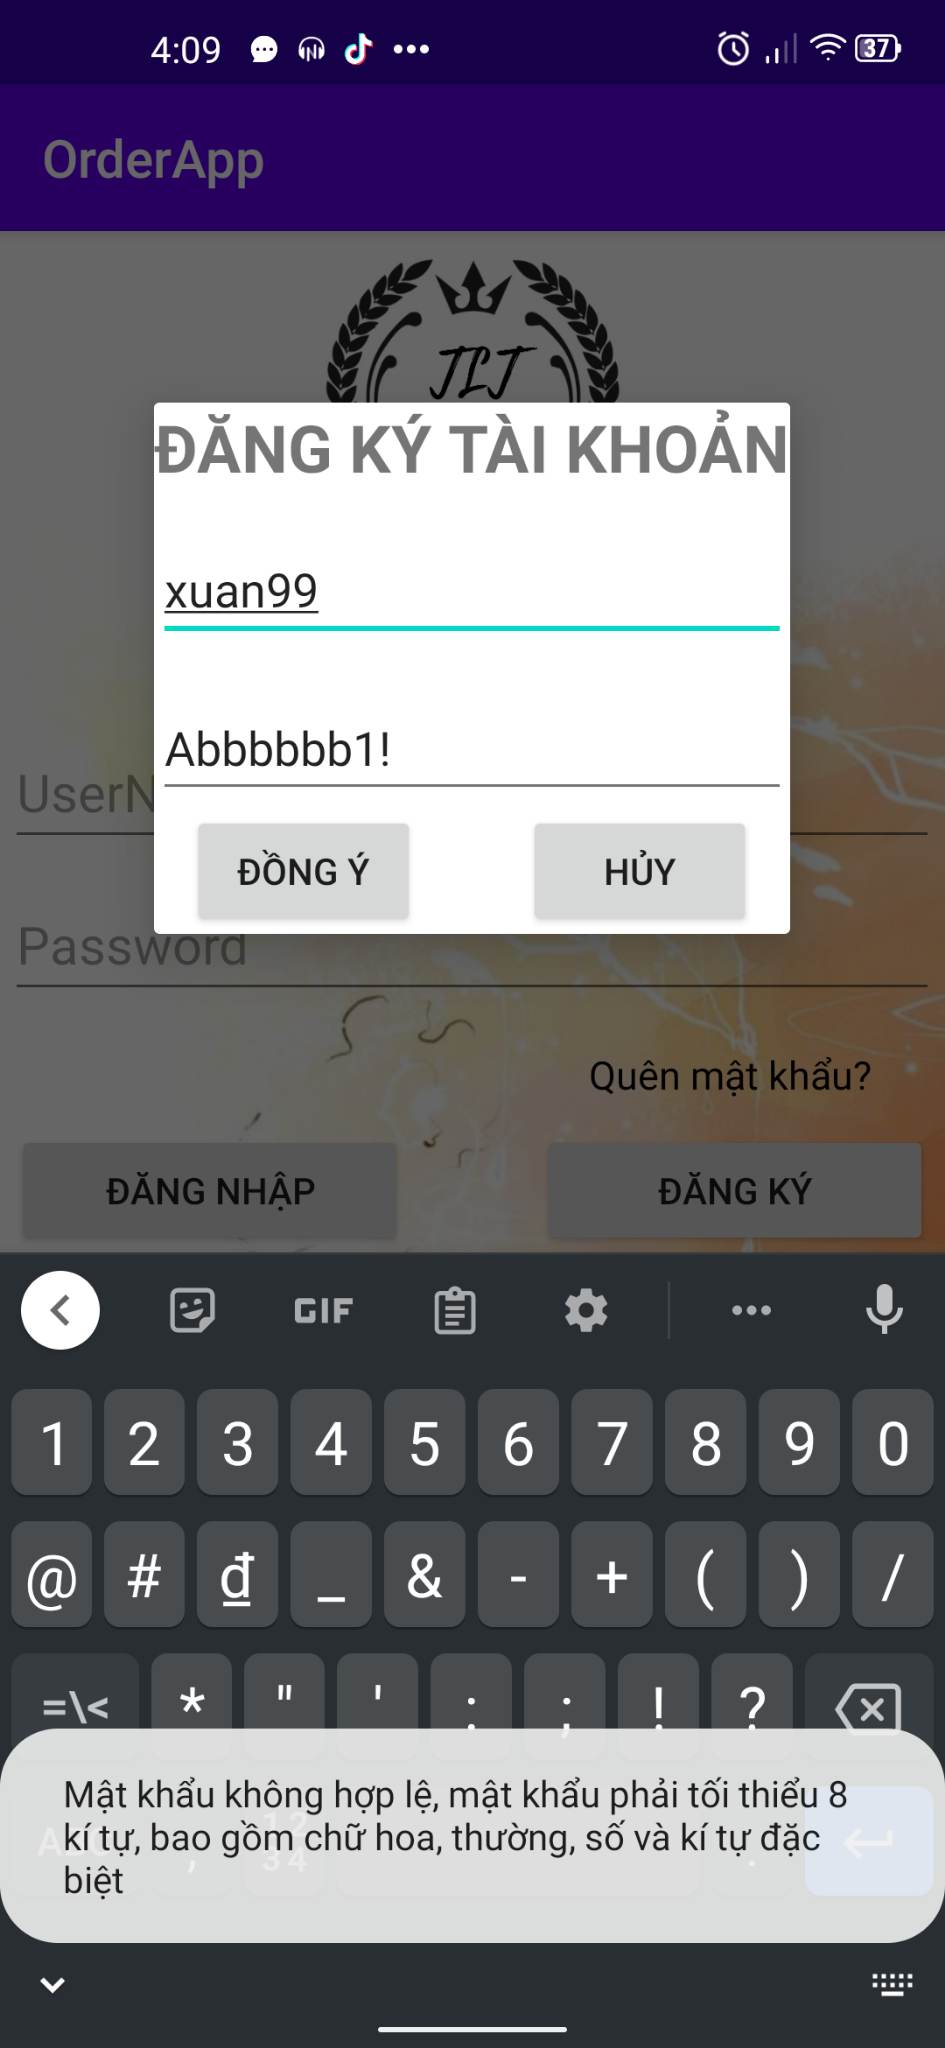 4:09
37
OrderApp
JLJ
ĐĂNG KÝ TÀI KHOẢN
xuan99
Abbbbbb1!
UserN
ĐỒNG Ý
HỦY
Password
Quên mật khẩu?
ĐĂNG NHẬP
ĐĂNG KÝ
GIF
1 2 3 4 5 6 7 8 9 0
@ # ₫ _ & - + ( ) /
=\< * " ' : ; ! ?
Mật khẩu không hợp lệ, mật khẩu phải tối thiểu 8
kí tự, bao gồm chữ hoa, thường, số và kí tự đặc
biệt